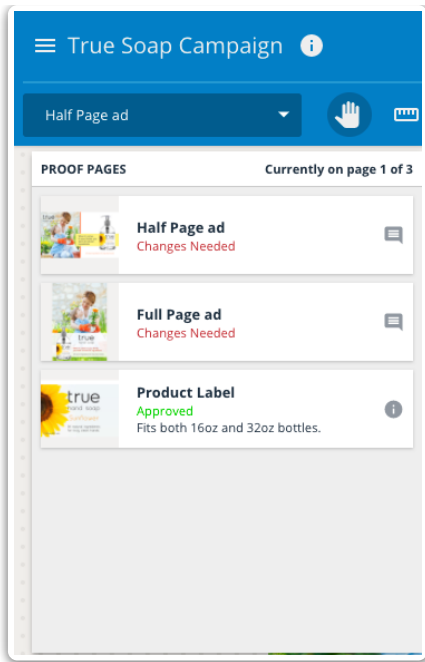 True Soap Campaign
Half Page ad
PROOF PAGES
Currently on page 1 of 3
Half Page ad
Changes Needed
Full Page ad
Changes Needed
true
Product Label
Approved
Fits both 16oz and 32oz bottles.
true
hand soap
sunflower